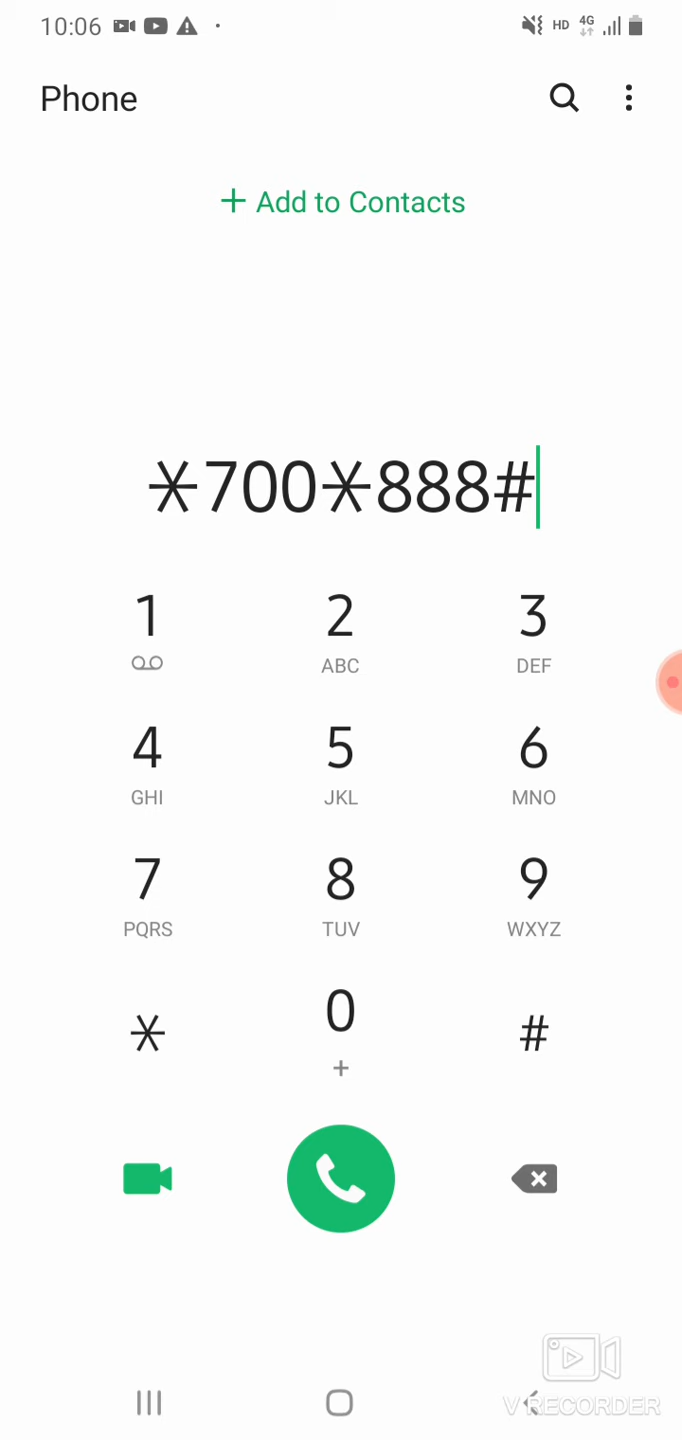 10:06 HD 4G
Phone
+ Add to Contacts
*700*888#
1 2 3
ABC DEF
4 5 6
GHI JKL MNO
7 8 9
PQRS TUV WXYZ
* 0 #
+
V RECORDER